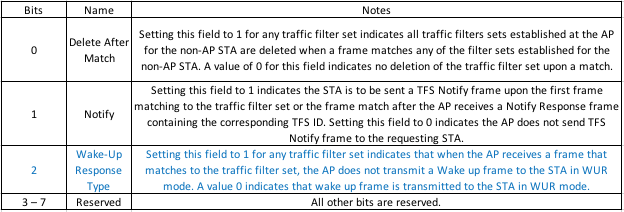 Bits Name Notes
0
Delete After
Match
Setting this field to 1 for any traffic filter set indicates all traffic filters sets established at the AP
for the non-AP STA are deleted when a frame matches any of the filter sets established for the
non-AP STA. A value of 0 for this field indicates no deletion of the traffic filter set upon a match.
1
Notify
Setting this field to 1 indicates the STA is to be sent a TFS Notify frame upon the first frame
matching to the traffic filter set or the frame match after the AP receives a Notify Response frame
containing the corresponding TFS ID. Setting this field to 0 indicates the AP does not send TFS
Notify frame to the requesting STA.
2
Wake-Up
Response
Type
Setting this field to 1 for any traffic filter set indicates that when the AP receives a frame that
matches to the traffic filter set, the AP does not transmit a Wake up frame to the STA in WUR
mode. A value 0 indicates that wake up frame is transmitted to the STA in WUR mode.
3 – 7 Reserved All other bits are reserved.